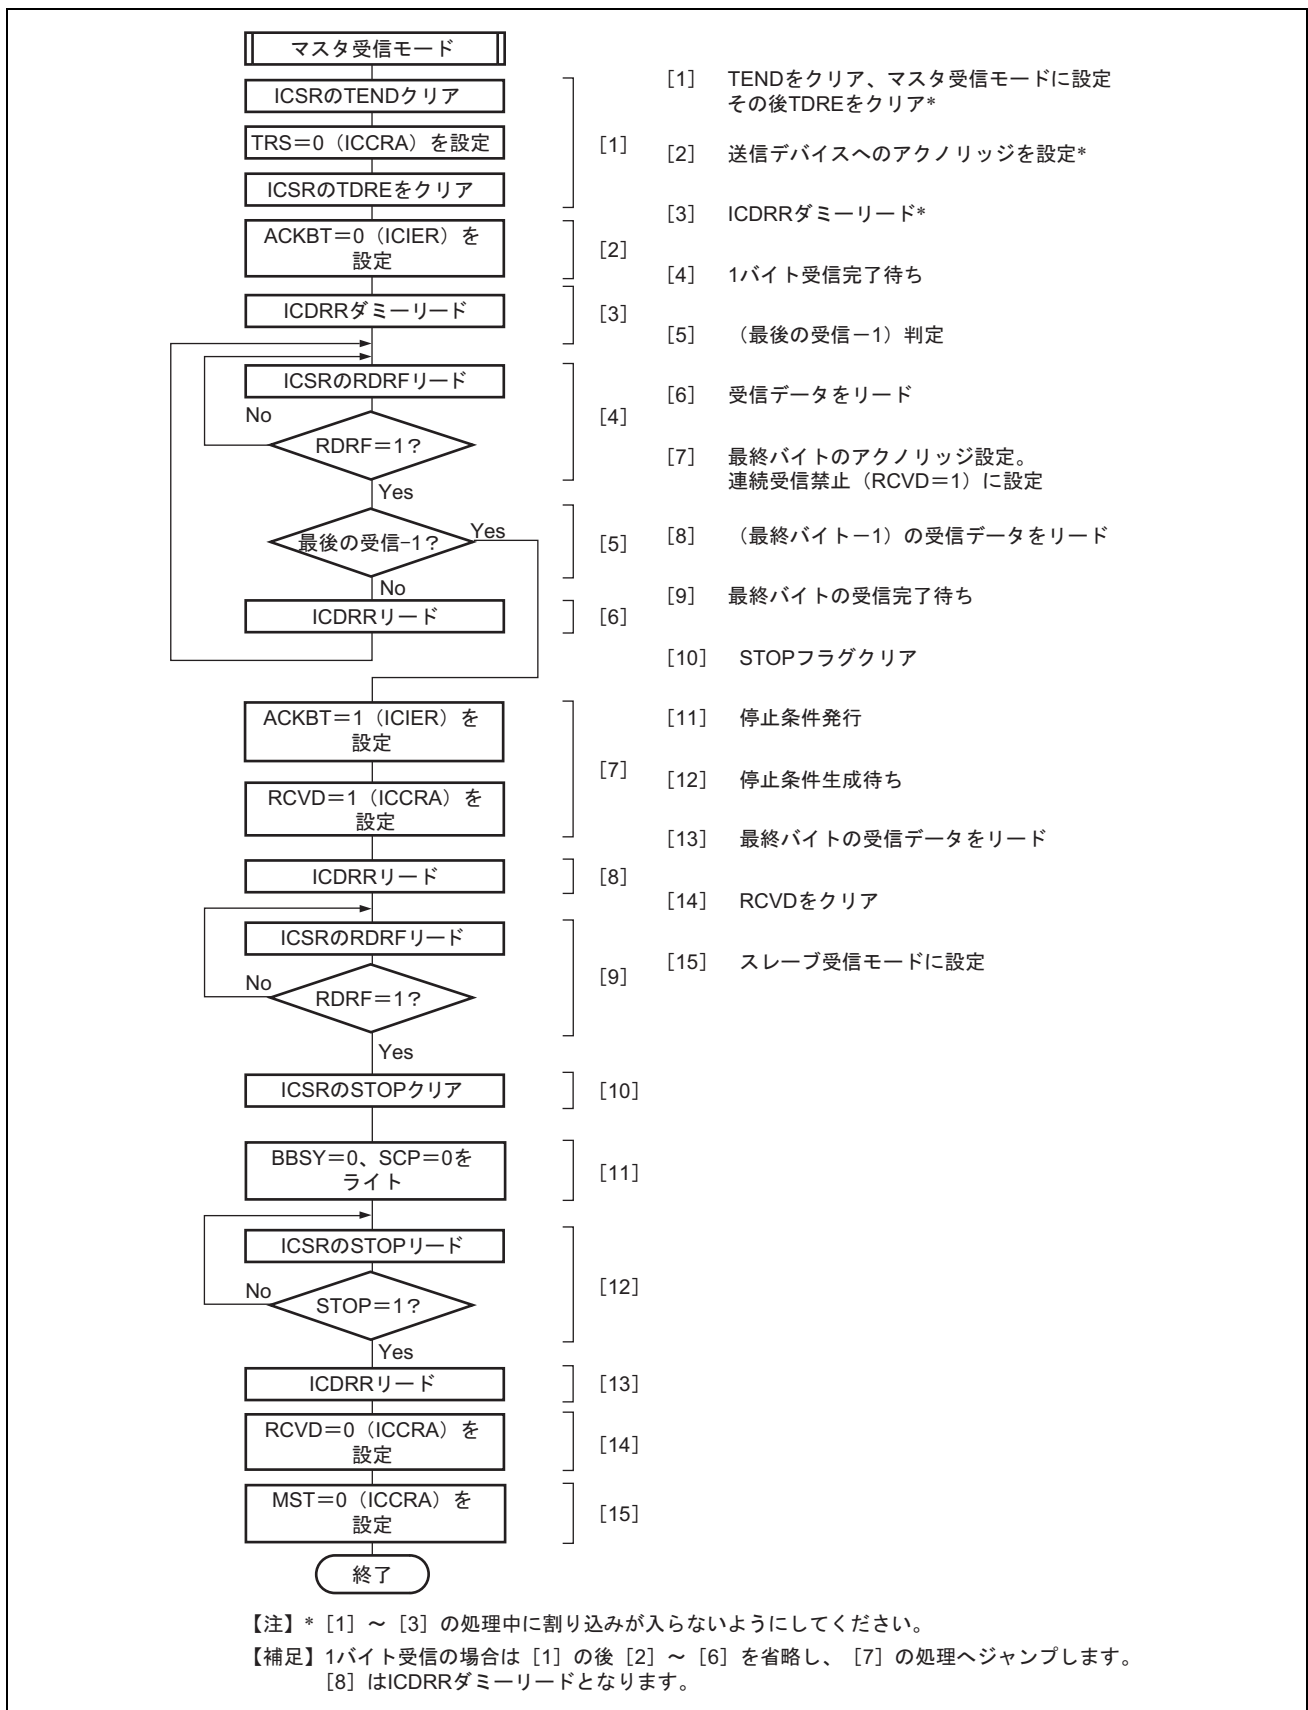 マスタ受信モード
ICSRのTENDクリア
TRS=0（ICCRA）を設定
ICSRのTDREをクリア
[1]
ACKBT=0（ICIER）を
設定
[2]
ICDRRダミーリード
[3]
ICSRのRDRFリード
No
RDRF=1?
[4]
Yes
最後の受信-1?
Yes
[5]
No
ICDRRリード
[6]
ACKBT=1（ICIER）を
設定
RCVD=1（ICCRA）を
設定
[7]
ICDRRリード
[8]
ICSRのRDRFリード
No
RDRF=1?
[9]
Yes
ICSRのSTOPクリア
[10]
BBSY=0、SCP=0を
ライト
[11]
ICSRのSTOPリード
No
STOP=1?
[12]
Yes
ICDRRリード
[13]
RCVD=0（ICCRA）を
設定
[14]
MST=0（ICCRA）を
設定
[15]
終了
[1] TENDをクリア、マスタ受信モードに設定
その後TDREをクリア*
[2] 送信デバイスへのアクノリッジを設定*
[3] ICDRRダミーリード*
[4] 1バイト受信完了待ち
[5] （最後の受信－1）判定
[6] 受信データをリード
[7] 最終バイトのアクノリッジ設定。
連続受信禁止（RCVD=1）に設定
[8] （最終バイト－1）の受信データをリード
[9] 最終バイトの受信完了待ち
[10] STOPフラグクリア
[11] 停止条件発行
[12] 停止条件生成待ち
[13] 最終バイトの受信データをリード
[14] RCVDをクリア
[15] スレーブ受信モードに設定
【注】* [1]～[3]の処理中に割り込みが入らないようにしてください。
【補足】1バイト受信の場合は[1]の後[2]～[6]を省略し、[7]の処理へジャンプします。
[8]はICDRRダミーリードとなります。